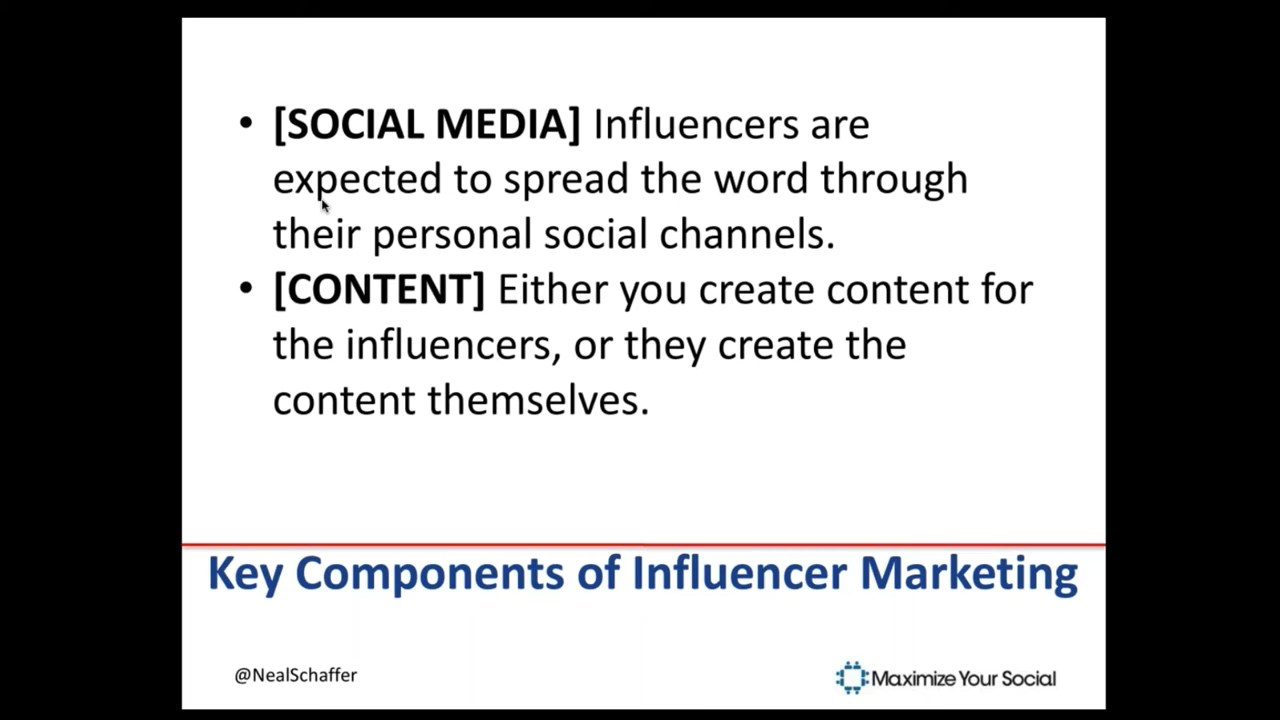 • [SOCIAL MEDIA] Influencers are
expected to spread the word through
their personal social channels.
• [CONTENT] Either you create content for
the influencers, or they create the
content themselves.
Key Components of Influencer Marketing
@NealSchaffer
Maximize Your Social